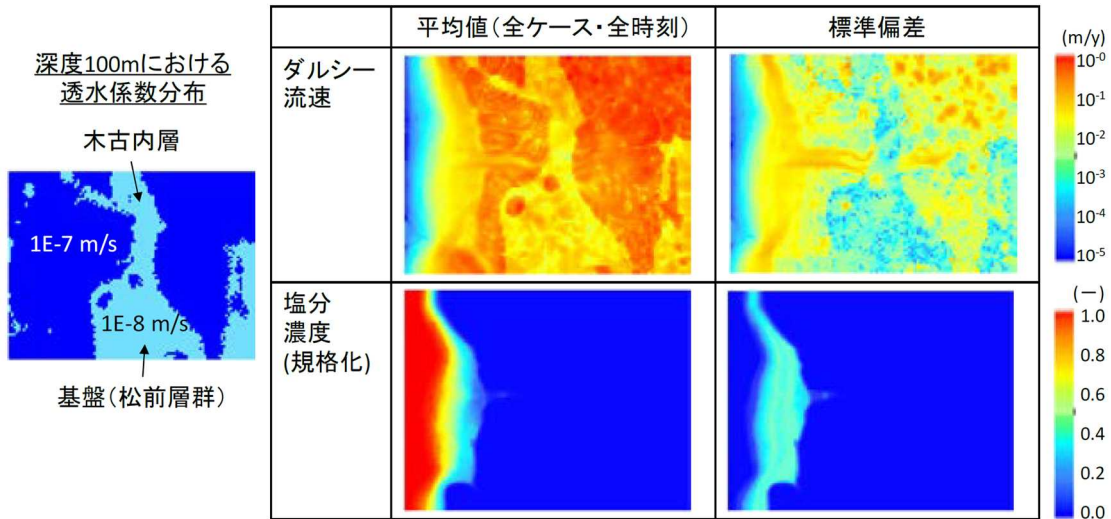 深度100mにおける
透水係数分布
木古内層
1E-7 m/s
1E-8 m/s
基盤(松前層群)
平均値(全ケース・全時刻)
標準偏差
ダルシー
流速
塩分
濃度
(規格化)
(m/y)
10⁻⁰
10⁻¹
10⁻²
10⁻³
10⁻⁴
10⁻⁵
(ー)
1.0
0.8
0.6
0.4
0.2
0.0